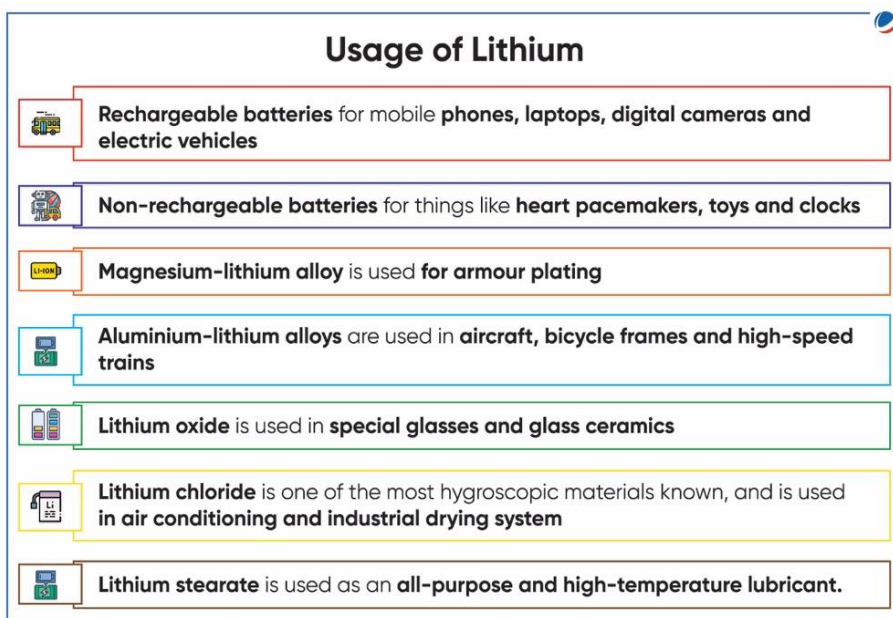 Usage of Lithium
Rechargeable batteries for mobile phones, laptops, digital cameras and
electric vehicles
Non-rechargeable batteries for things like heart pacemakers, toys and clocks
LI-ION
Magnesium-lithium alloy is used for armour plating
Aluminium-lithium alloys are used in aircraft, bicycle frames and high-speed
trains
Lithium oxide is used in special glasses and glass ceramics
Li
Lithium chloride is one of the most hygroscopic materials known, and is used
in air conditioning and industrial drying system
Lithium stearate is used as an all-purpose and high-temperature lubricant.